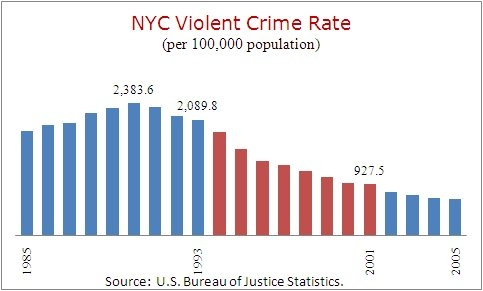 NYC Violent Crime Rate
(per 100,000 population)
2,383.6
2,089.8
927.5
1985
1993
2001
2005
Source: U.S. Bureau of Justice Statistics.